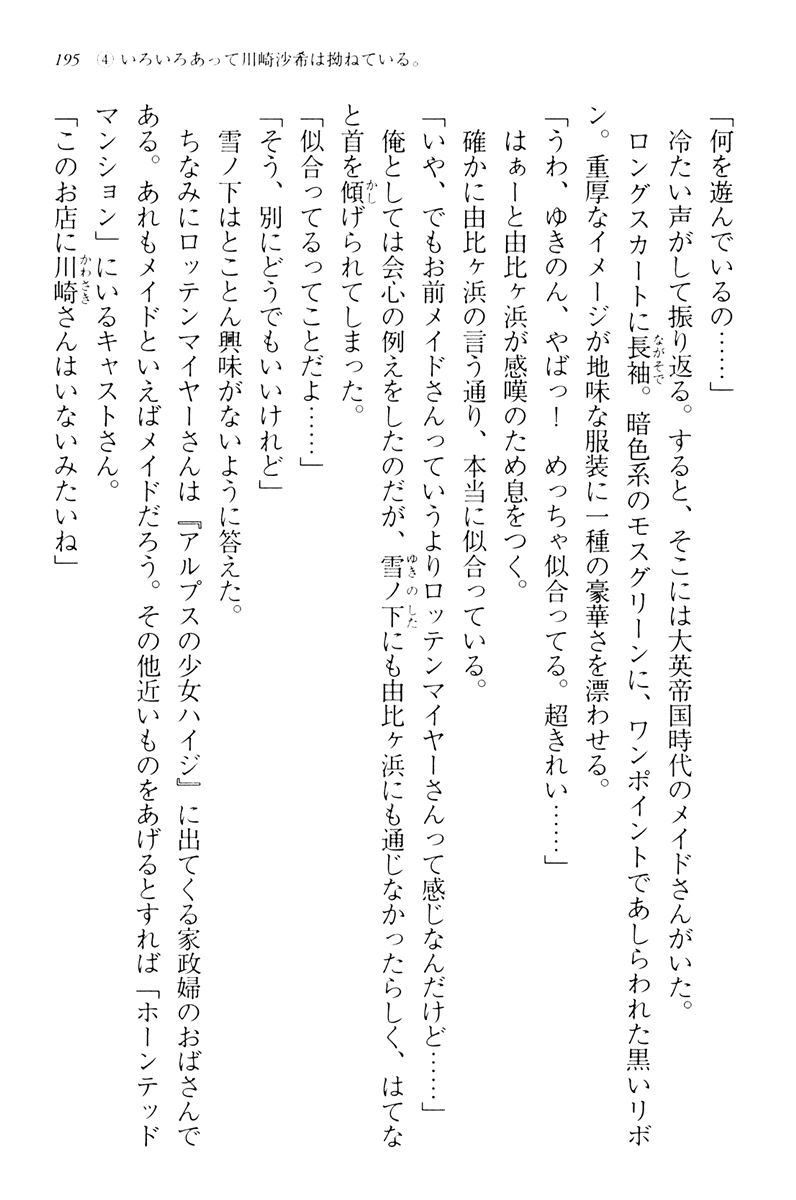 195　④いろいろあって川崎沙希は拗ねている。
「何を遊んでいるの……」
冷たい声がして振り返る。すると、そこには大英帝国時代のメイドさんがいた。
ロングスカートに長袖。暗色系のモスグリーンに、ワンポイントであしらわれた黒いリボ
ン。重厚なイメージが地味な服装に一種の豪華さを漂わせる。
「うわ、ゆきのん、やばっ！　めっちゃ似合ってる。超きれい……」
はぁーと由比ヶ浜が感嘆のため息をつく。
確かに由比ヶ浜の言う通り、本当に似合っている。
「いや、でもお前メイドさんっていうよりロッテンマイヤーさんって感じなんだけど……」
俺としては会心の例えをしたのだが、雪ノ下にも由比ヶ浜にも通じなかったらしく、はてな
と首を傾げられてしまった。
「似合ってるってことだよ……」
「そう、別にどうでもいいけれど」
雪ノ下はとことん興味がないように答えた。
ちなみにロッテンマイヤーさんは『アルプスの少女ハイジ』に出てくる家政婦のおばさんで
ある。あれもメイドといえばメイドだろう。その他近いものをあげるとすれば「ホーンテッド
マンション」にいるキャストさん。
「このお店に川崎さんはいないみたいね」